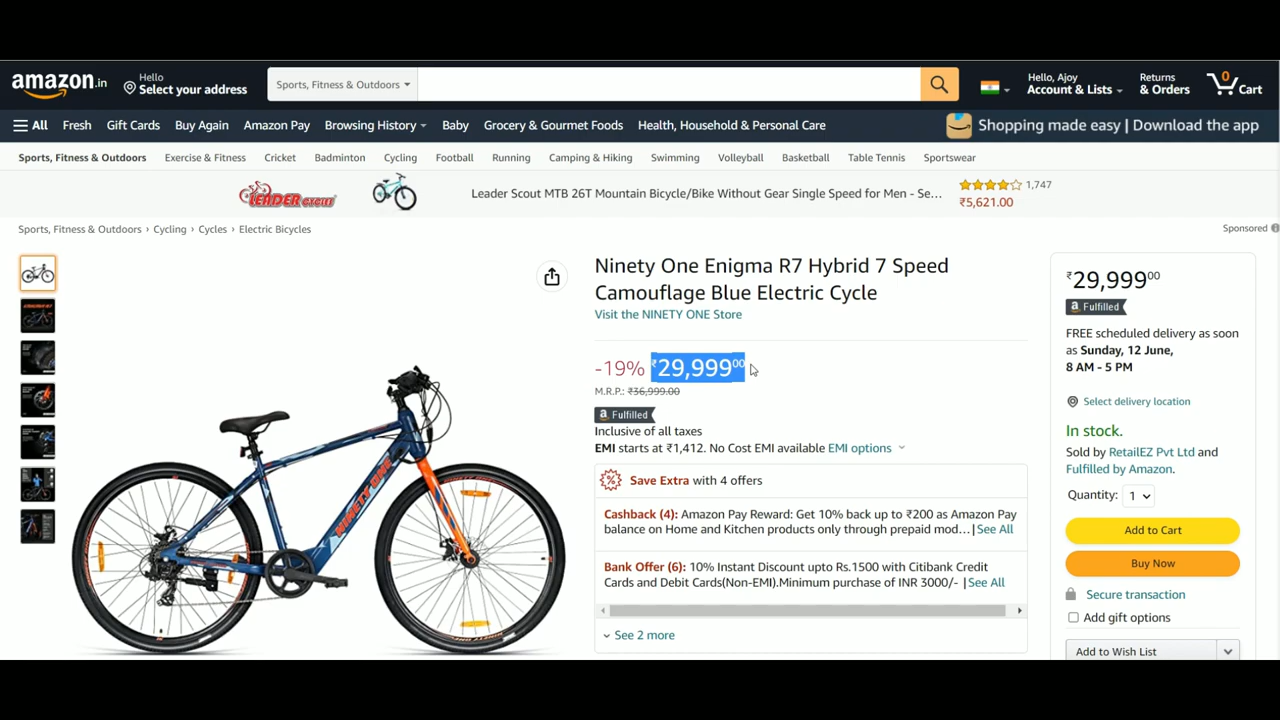 amazon.in
Hello
Select your address
Sports, Fitness & Outdoors
Hello, Ajoy
Account & Lists
Returns
& Orders
0
Cart
All
Fresh
Gift Cards
Buy Again
Amazon Pay
Browsing History
Baby
Grocery & Gourmet Foods
Health, Household & Personal Care
Shopping made easy | Download the app
Sports, Fitness & Outdoors
Exercise & Fitness
Cricket
Badminton
Cycling
Football
Running
Camping & Hiking
Swimming
Volleyball
Basketball
Table Tennis
Sportswear
LEADER CYCLES
Leader Scout MTB 26T Mountain Bicycle/Bike Without Gear Single Speed for Men - Se...
1,747
₹5,621.00
Sports, Fitness & Outdoors › Cycling › Cycles › Electric Bicycles
Sponsored
NINETY ONE
Ninety One Enigma R7 Hybrid 7 Speed
Camouflage Blue Electric Cycle
Visit the NINETY ONE Store
-19% ₹29,99900
M.R.P.: ₹36,999.00
a Fulfilled
Inclusive of all taxes
EMI starts at ₹1,412. No Cost EMI available EMI options
Save Extra with 4 offers
Cashback (4): Amazon Pay Reward: Get 10% back up to ₹200 as Amazon Pay
balance on Home and Kitchen products only through prepaid mod... | See All
Bank Offer (6): 10% Instant Discount upto Rs.1500 with Citibank Credit
Cards and Debit Cards(Non-EMI).Minimum purchase of INR 3000/- | See All
See 2 more
₹29,99900
a Fulfilled
FREE scheduled delivery as soon
as Sunday, 12 June,
8 AM - 5 PM
Select delivery location
In stock.
Sold by RetailEZ Pvt Ltd and
Fulfilled by Amazon.
Quantity: 1
Add to Cart
Buy Now
Secure transaction
Add gift options
Add to Wish List